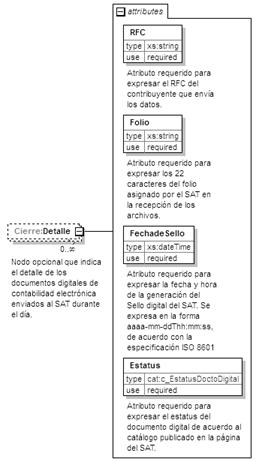 attributes
RFC
type xs:string
use required
Atributo requerido para
expresar el RFC del
contribuyente que envía
los datos.
Folio
type xs:string
use required
Atributo requerido para
expresar los 22
caracteres del folio
asignado por el SAT en
la recepción de los
archivos.
Cierre:Detalle
0..∞
Nodo opcional que indica
el detalle de los
documentos digitales de
contabilidad electrónica
enviados al SAT durante
el día.
FechadeSello
type xs:dateTime
use required
Atributo requerido para
expresar la fecha y hora
de la generación del
Sello digital del SAT. Se
expresa en la forma
aaaa-mm-ddThh:mm:ss,
de acuerdo con la
especificación ISO 8601
Estatus
type cat:c_EstatusDoctoDigital
use required
Atributo requerido para
expresar el estatus del
documento digital de acuerdo al
catálogo publicado en la página
del SAT.